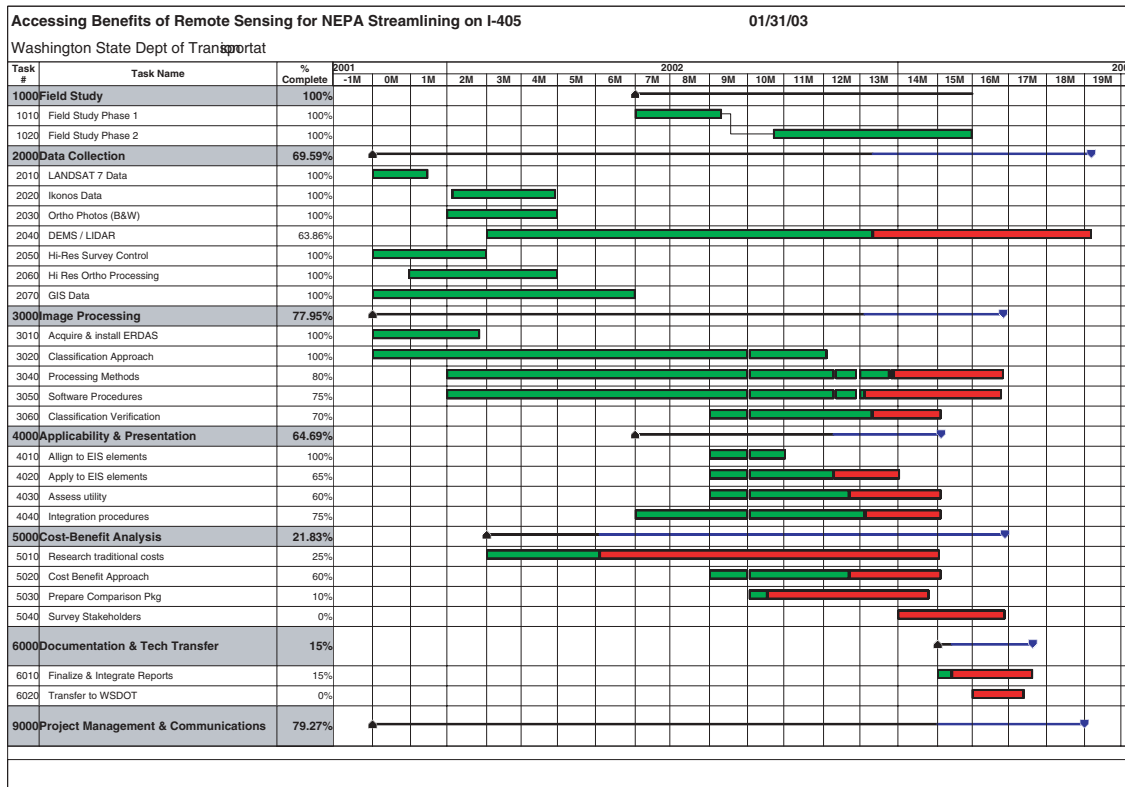 Accessing Benefits of Remote Sensing for NEPA Streamlining on I-405 01/31/03
Washington State Dept of Transportat
Task # Task Name % Complete 2001 2002 200
-1M 0M 1M 2M 3M 4M 5M 6M 7M 8M 9M 10M 11M 12M 13M 14M 15M 16M 17M 18M 19M
1000 Field Study 100%
1010 Field Study Phase 1 100%
1020 Field Study Phase 2 100%
2000 Data Collection 69.59%
2010 LANDSAT 7 Data 100%
2020 Ikonos Data 100%
2030 Ortho Photos (B&W) 100%
2040 DEMS / LIDAR 63.86%
2050 Hi-Res Survey Control 100%
2060 Hi Res Ortho Processing 100%
2070 GIS Data 100%
3000 Image Processing 77.95%
3010 Acquire & install ERDAS 100%
3020 Classification Approach 100%
3040 Processing Methods 80%
3050 Software Procedures 75%
3060 Classification Verification 70%
4000 Applicability & Presentation 64.69%
4010 Allign to EIS elements 100%
4020 Apply to EIS elements 65%
4030 Assess utility 60%
4040 Integration procedures 75%
5000 Cost-Benefit Analysis 21.83%
5010 Research traditional costs 25%
5020 Cost Benefit Approach 60%
5030 Prepare Comparison Pkg 10%
5040 Survey Stakeholders 0%
6000 Documentation & Tech Transfer 15%
6010 Finalize & Integrate Reports 15%
6020 Transfer to WSDOT 0%
9000 Project Management & Communications 79.27%